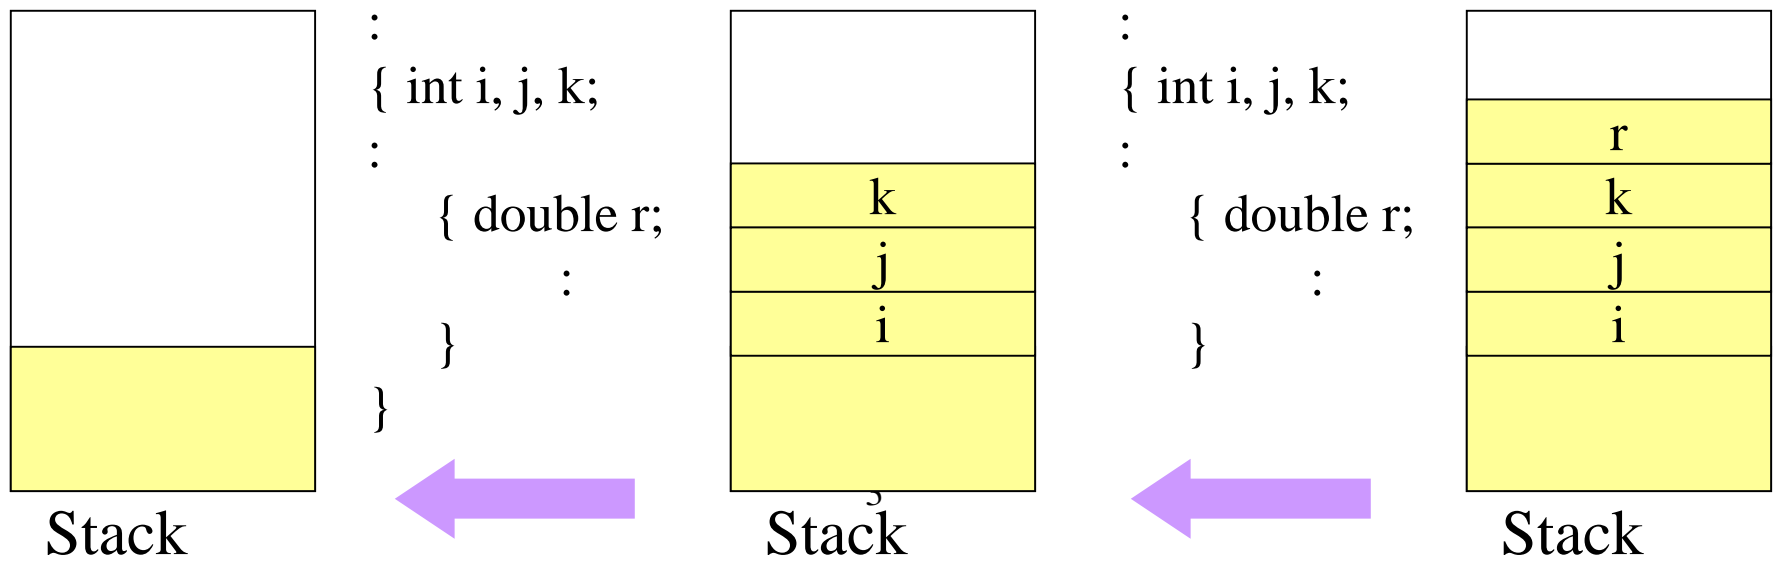 :
{ int i, j, k;
:
{ double r;
:
}
}
Stack
k
j
i
Stack
:
{ int i, j, k;
:
{ double r;
:
}
r
k
j
i
Stack